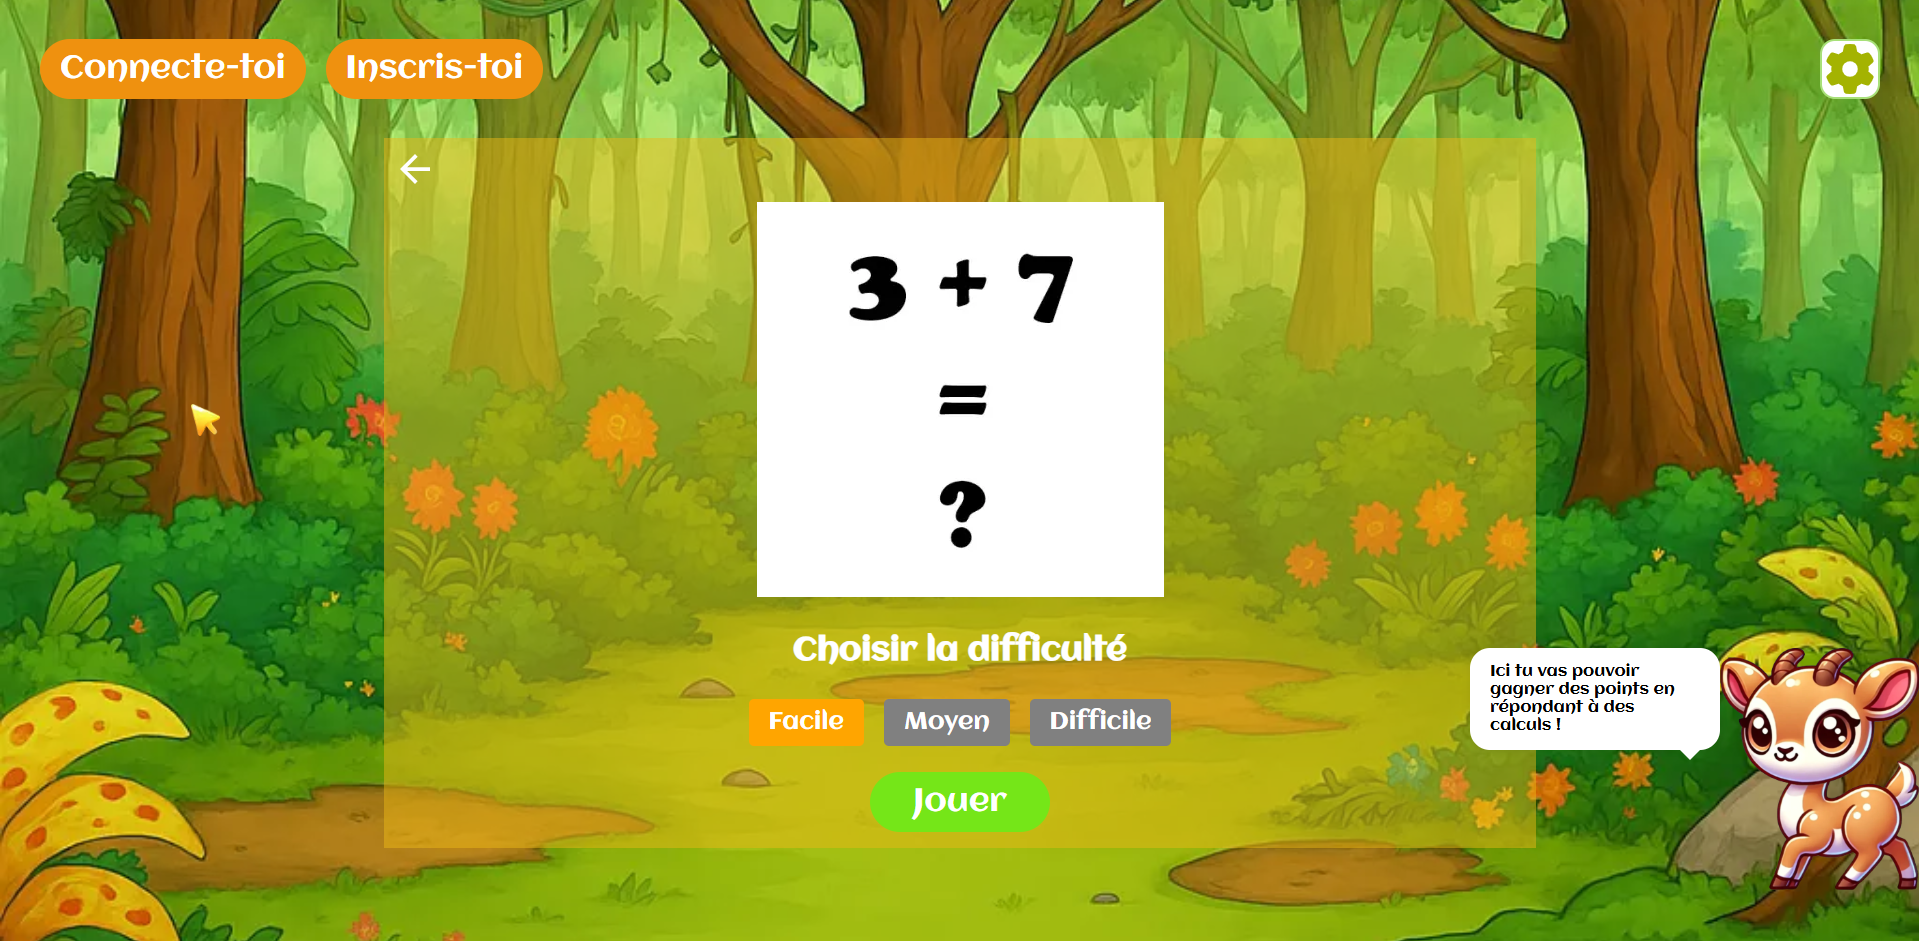 Connecte-toi
Inscris-toi
3 + 7
=
?
Choisir la difficulté
Facile
Moyen
Difficile
Jouer
Ici tu vas pouvoir
gagner des points en
répondant à des
calculs !